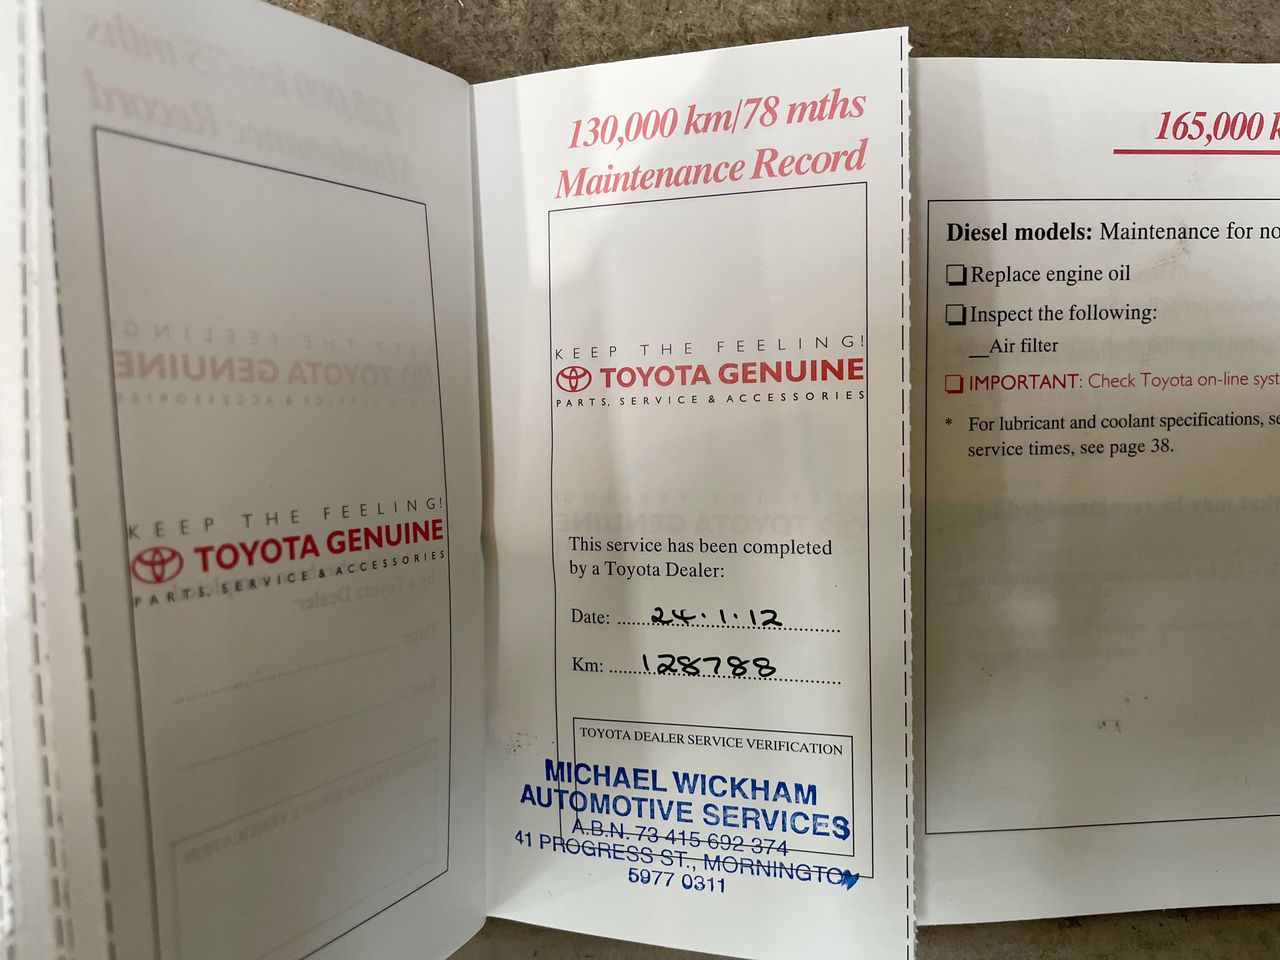 KEEP THE FEELING!
TOYOTA GENUINE
PARTS, SERVICE & ACCESSORIES
130,000 km/78 mths
Maintenance Record
KEEP THE FEELING!
TOYOTA GENUINE
PARTS, SERVICE & ACCESSORIES
This service has been completed
by a Toyota Dealer:
Date: 24.1.12
Km: 128788
TOYOTA DEALER SERVICE VERIFICATION
MICHAEL WICKHAM
AUTOMOTIVE SERVICES
A.B.N. 73 415 692 374
41 PROGRESS ST., MORNINGTON
5977 0311
165,000 k
Diesel models: Maintenance for no
Replace engine oil
Inspect the following:
__Air filter
IMPORTANT: Check Toyota on-line syst
* For lubricant and coolant specifications, se
service times, see page 38.